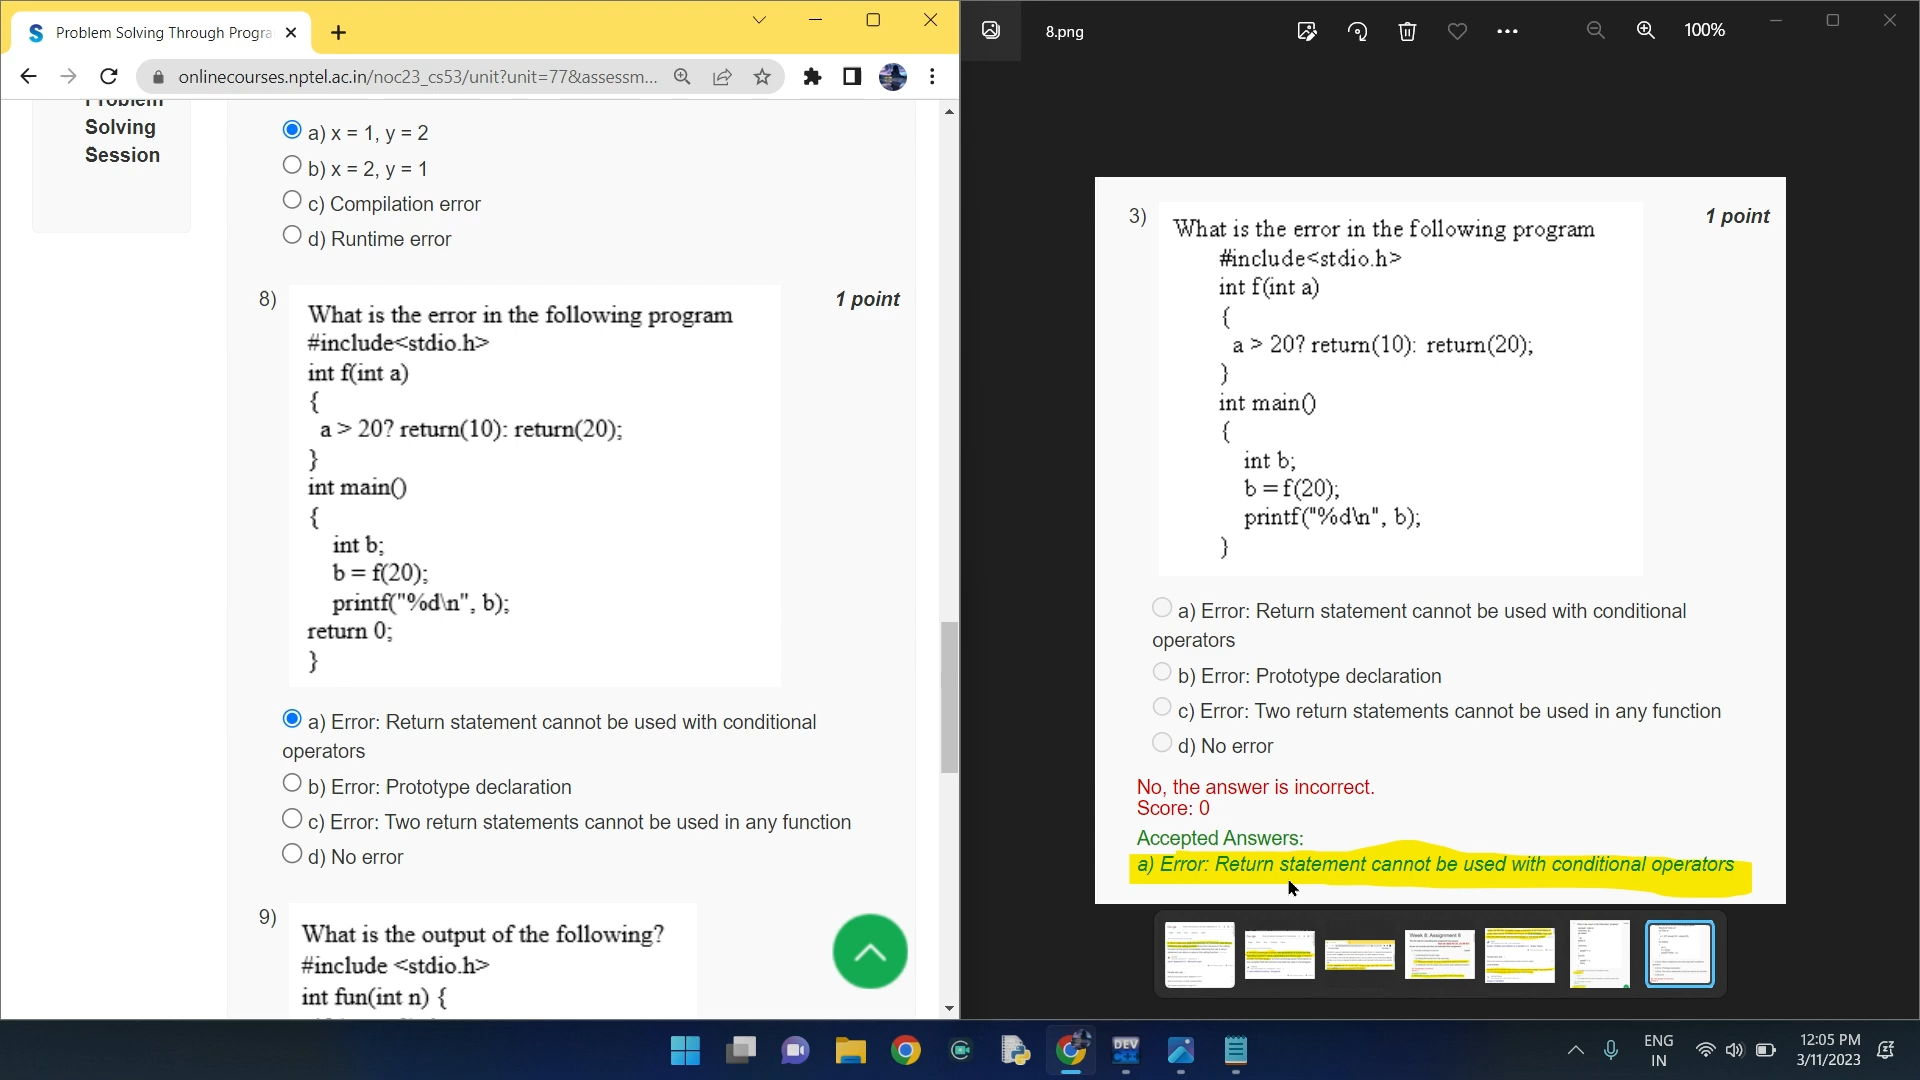 Problem Solving Through Progra
8.png
100%
onlinecourses.nptel.ac.in/noc23_cs53/unit?unit=77&assessm...
Problem
Solving
Session
a) x = 1, y = 2
b) x = 2, y = 1
c) Compilation error
d) Runtime error
8)
1 point
What is the error in the following program
#include<stdio.h>
int f(int a)
{
a > 20? return(10): return(20);
}
int main()
{
int b;
b = f(20);
printf("%d\n", b);
return 0;
}
a) Error: Return statement cannot be used with conditional
operators
b) Error: Prototype declaration
c) Error: Two return statements cannot be used in any function
d) No error
9)
What is the output of the following?
#include <stdio.h>
int fun(int n) {
3)
1 point
What is the error in the following program
#include<stdio.h>
int f(int a)
{
a > 20? return(10): return(20);
}
int main()
{
int b;
b = f(20);
printf("%d\n", b);
}
a) Error: Return statement cannot be used with conditional
operators
b) Error: Prototype declaration
c) Error: Two return statements cannot be used in any function
d) No error
No, the answer is incorrect.
Score: 0
Accepted Answers:
a) Error: Return statement cannot be used with conditional operators
Week 8: Assignment 8
DEV
ENG
IN
12:05 PM
3/11/2023